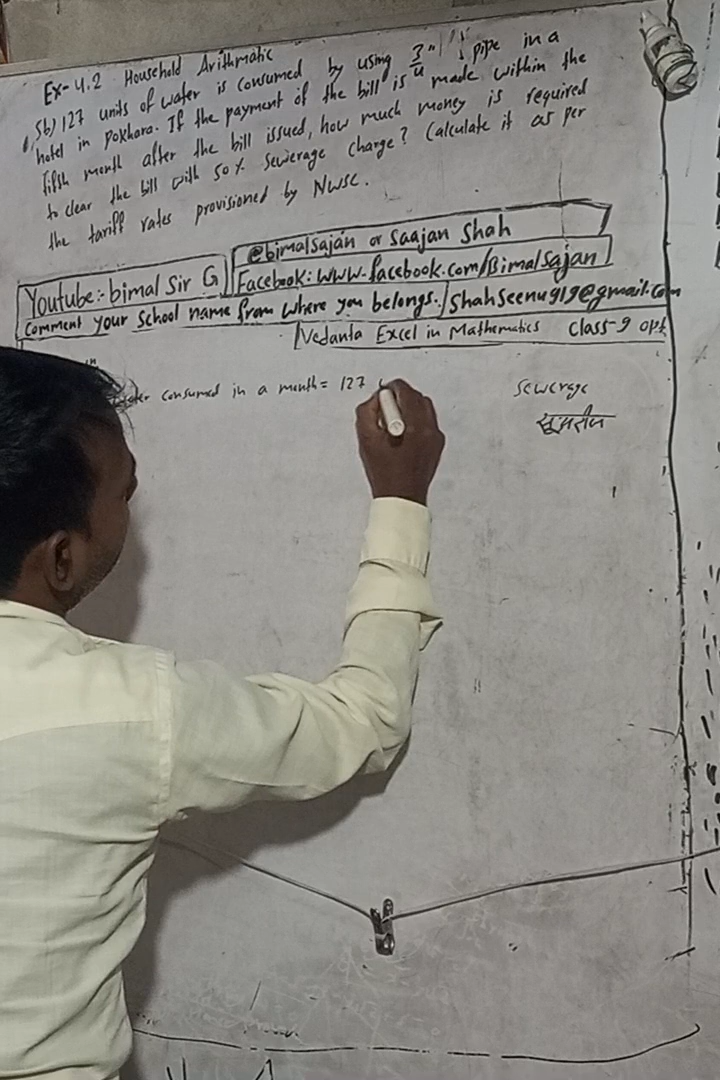 Ex- 4.2 Household Arithmatic
5b) 127 units of water is consumed by using 3/4" pipe in a
hotel in Pokhara. If the payment of the bill is made within the
fifth month after the bill issued, how much money is required
to clear the bill with 50% Sewerage charge? Calculate it as per
the tariff rates provisioned by NWSC.
Youtube:- bimal Sir G
@bimalsajan or Saajan Shah
Facebook: www.facebook.com/Bimalsajan
Comment your School name from where you belongs.
Shahseenu919@gmail.com
Vedanta Excel in Mathematics Class-9 opt
consumed in a month = 127
Sewerage